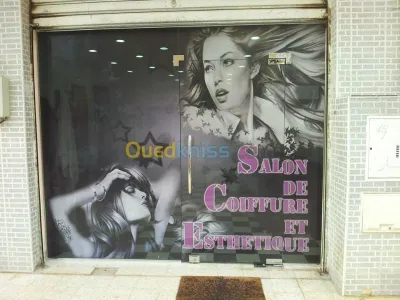 Ouedkniss
SALON
DE
COIFFURE
ET
ESTHETIQUE